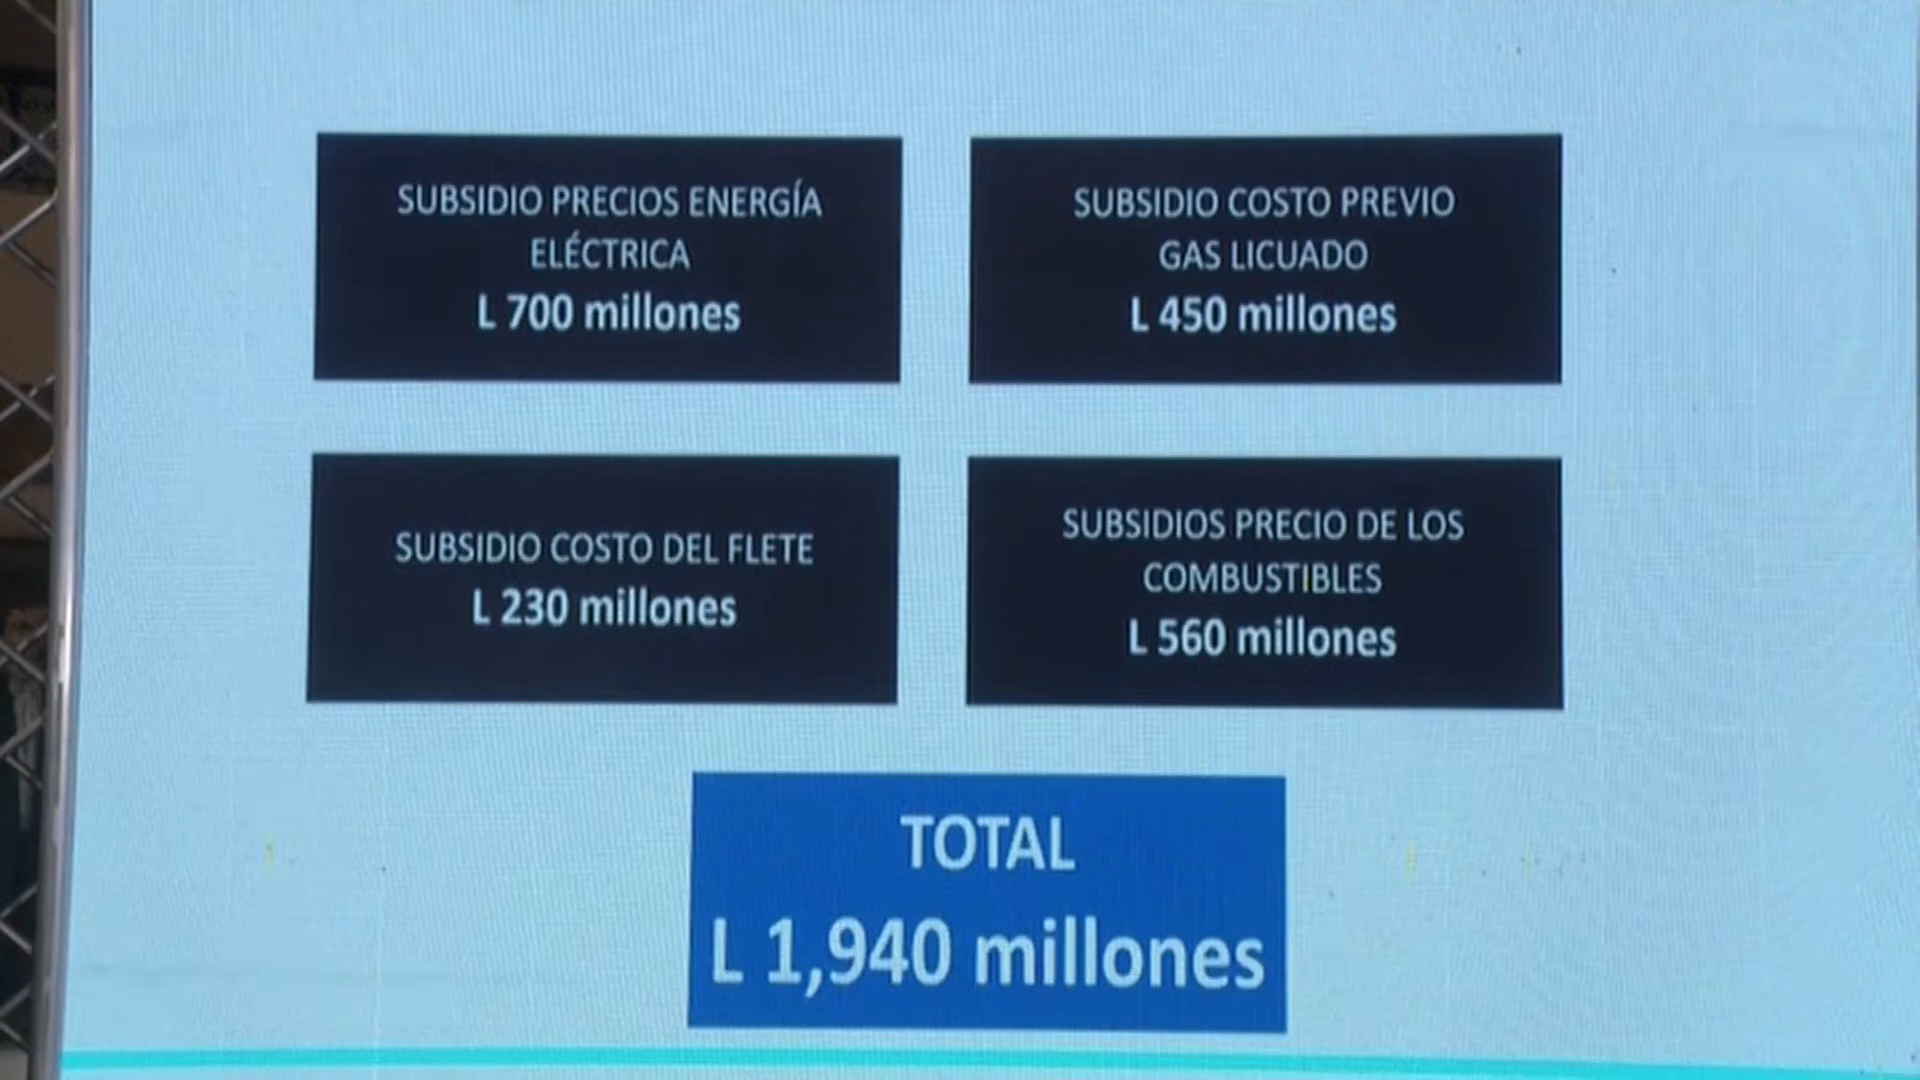 SUBSIDIO PRECIOS ENERGÍA
ELÉCTRICA
L 700 millones
SUBSIDIO COSTO PREVIO
GAS LICUADO
L 450 millones
SUBSIDIO COSTO DEL FLETE
L 230 millones
SUBSIDIOS PRECIO DE LOS
COMBUSTIBLES
L 560 millones
TOTAL
L 1,940 millones